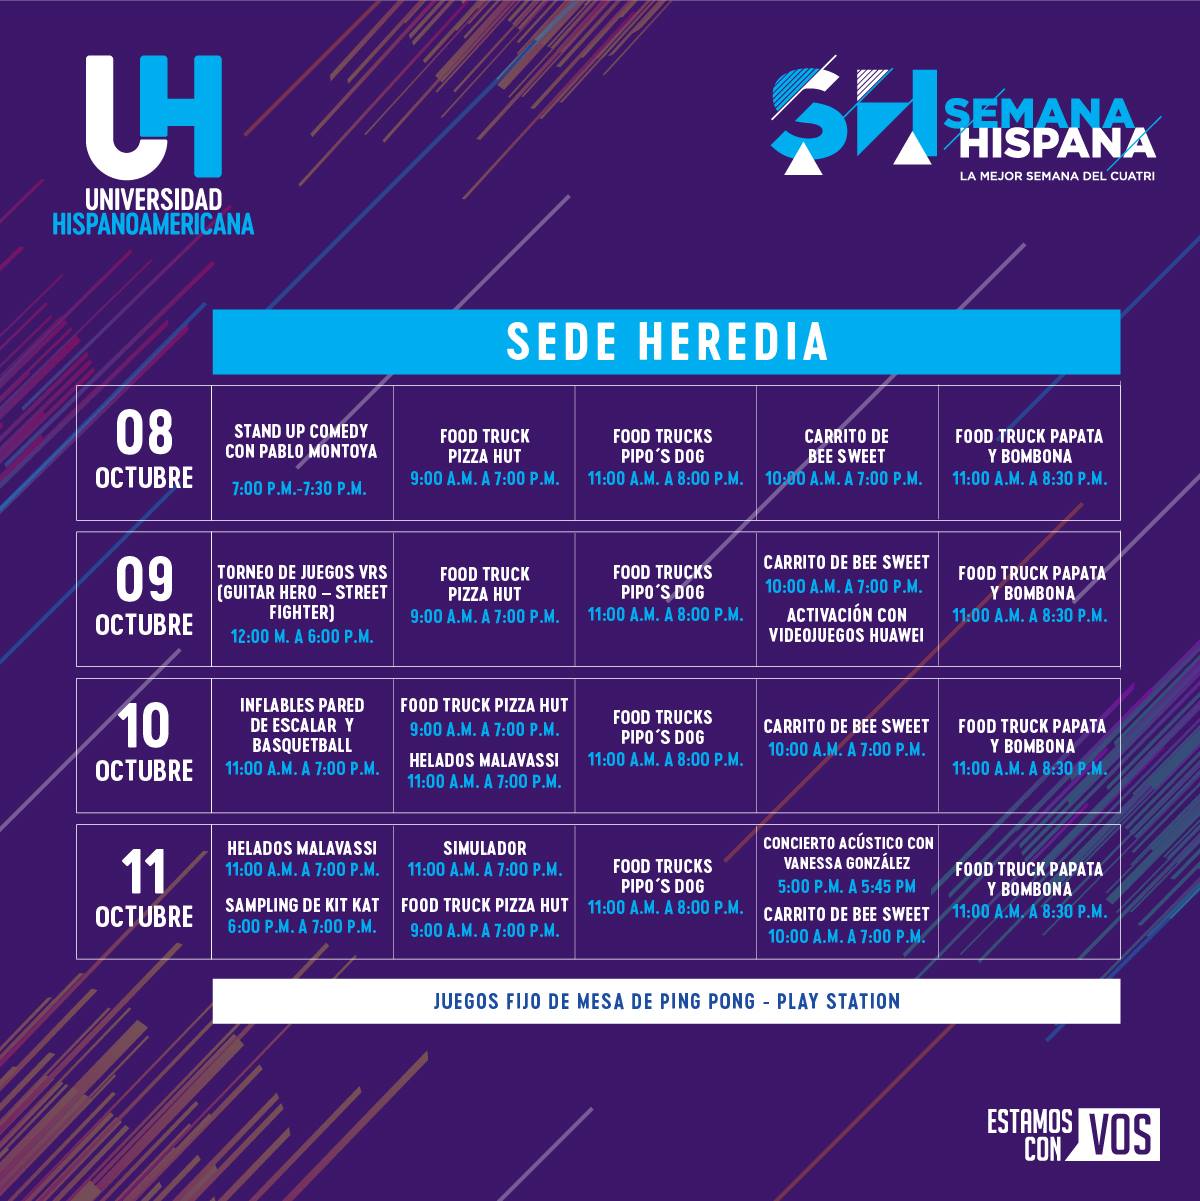 UH
UNIVERSIDAD
HISPANOAMERICANA
SH
SEMANA
HISPANA
LA MEJOR SEMANA DEL CUATRI
SEDE HEREDIA
08
OCTUBRE
STAND UP COMEDY
CON PABLO MONTOYA
7:00 P.M.-7:30 P.M.
FOOD TRUCK
PIZZA HUT
9:00 A.M. A 7:00 P.M.
FOOD TRUCKS
PIPO´S DOG
11:00 A.M. A 8:00 P.M.
CARRITO DE
BEE SWEET
10:00 A.M. A 7:00 P.M.
FOOD TRUCK PAPATA
Y BOMBONA
11:00 A.M. A 8:30 P.M.
09
OCTUBRE
TORNEO DE JUEGOS VRS
(GUITAR HERO – STREET
FIGHTER)
12:00 M. A 6:00 P.M.
FOOD TRUCK
PIZZA HUT
9:00 A.M. A 7:00 P.M.
FOOD TRUCKS
PIPO´S DOG
11:00 A.M. A 8:00 P.M.
CARRITO DE BEE SWEET
10:00 A.M. A 7:00 P.M.
ACTIVACIÓN CON
VIDEOJUEGOS HUAWEI
FOOD TRUCK PAPATA
Y BOMBONA
11:00 A.M. A 8:30 P.M.
10
OCTUBRE
INFLABLES PARED
DE ESCALAR Y
BASQUETBALL
11:00 A.M. A 7:00 P.M.
FOOD TRUCK PIZZA HUT
9:00 A.M. A 7:00 P.M.
HELADOS MALAVASSI
11:00 A.M. A 7:00 P.M.
FOOD TRUCKS
PIPO´S DOG
11:00 A.M. A 8:00 P.M.
CARRITO DE BEE SWEET
10:00 A.M. A 7:00 P.M.
FOOD TRUCK PAPATA
Y BOMBONA
11:00 A.M. A 8:30 P.M.
11
OCTUBRE
HELADOS MALAVASSI
11:00 A.M. A 7:00 P.M.
SAMPLING DE KIT KAT
6:00 P.M. A 7:00 P.M.
SIMULADOR
11:00 A.M. A 7:00 P.M.
FOOD TRUCK PIZZA HUT
9:00 A.M. A 7:00 P.M.
FOOD TRUCKS
PIPO´S DOG
11:00 A.M. A 8:00 P.M.
CONCIERTO ACÚSTICO CON
VANESSA GONZÁLEZ
5:00 P.M. A 5:45 PM
CARRITO DE BEE SWEET
10:00 A.M. A 7:00 P.M.
FOOD TRUCK PAPATA
Y BOMBONA
11:00 A.M. A 8:30 P.M.
JUEGOS FIJO DE MESA DE PING PONG - PLAY STATION
ESTAMOS
CON VOS